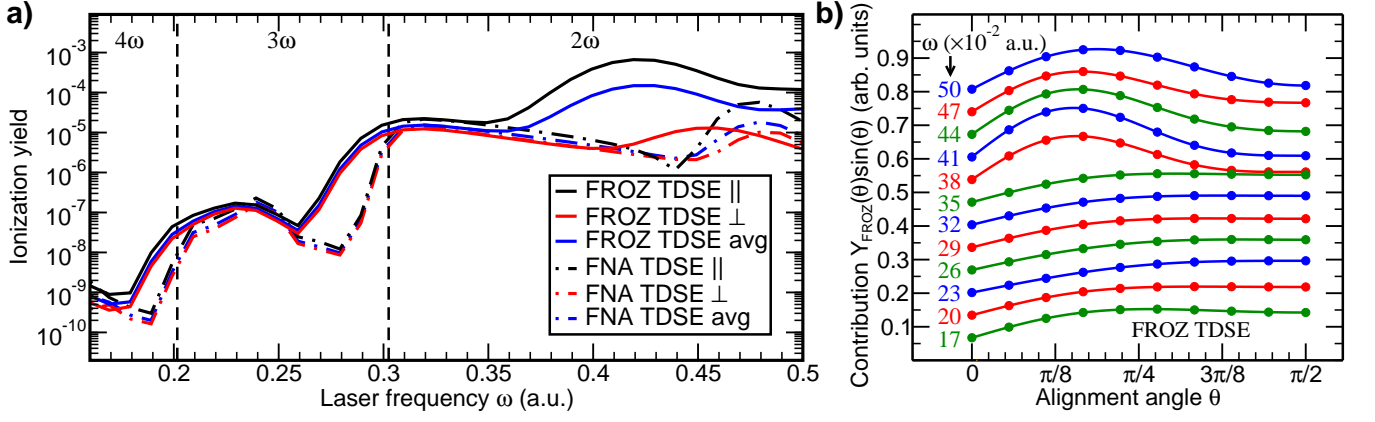 a)
4ω
3ω
2ω
Ionization yield
10⁻³
10⁻⁴
10⁻⁵
10⁻⁶
10⁻⁷
10⁻⁸
10⁻⁹
10⁻¹⁰
FROZ TDSE ||
FROZ TDSE ⊥
FROZ TDSE avg
FNA TDSE ||
FNA TDSE ⊥
FNA TDSE avg
0.2 0.25 0.3 0.35 0.4 0.45 0.5
Laser frequency ω (a.u.)
b)
Contribution Y_FROZ(θ)sin(θ) (arb. units)
ω (×10⁻² a.u.)
0.9
0.8
0.7
0.6
0.5
0.4
0.3
0.2
0.1
50
47
44
41
38
35
32
29
26
23
20
17
FROZ TDSE
0 π/8 π/4 3π/8 π/2
Alignment angle θ